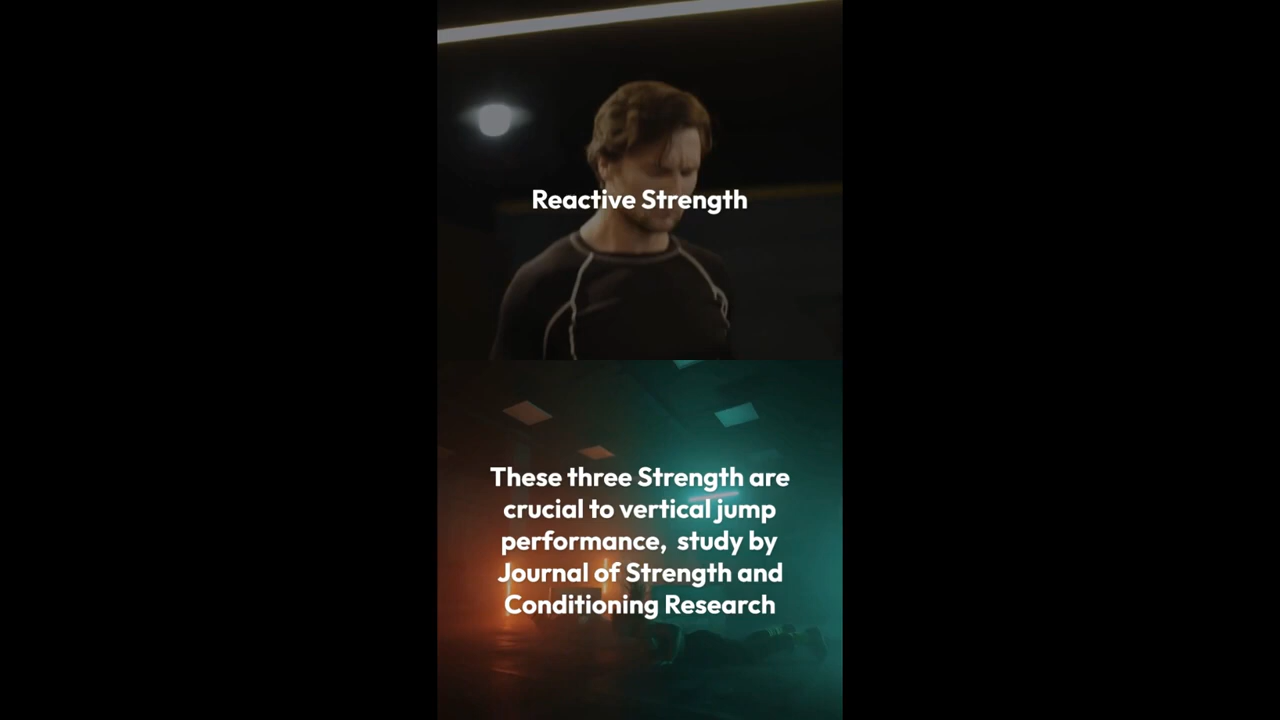 Reactive Strength
These three Strength are
crucial to vertical jump
performance,  study by
Journal of Strength and
Conditioning Research